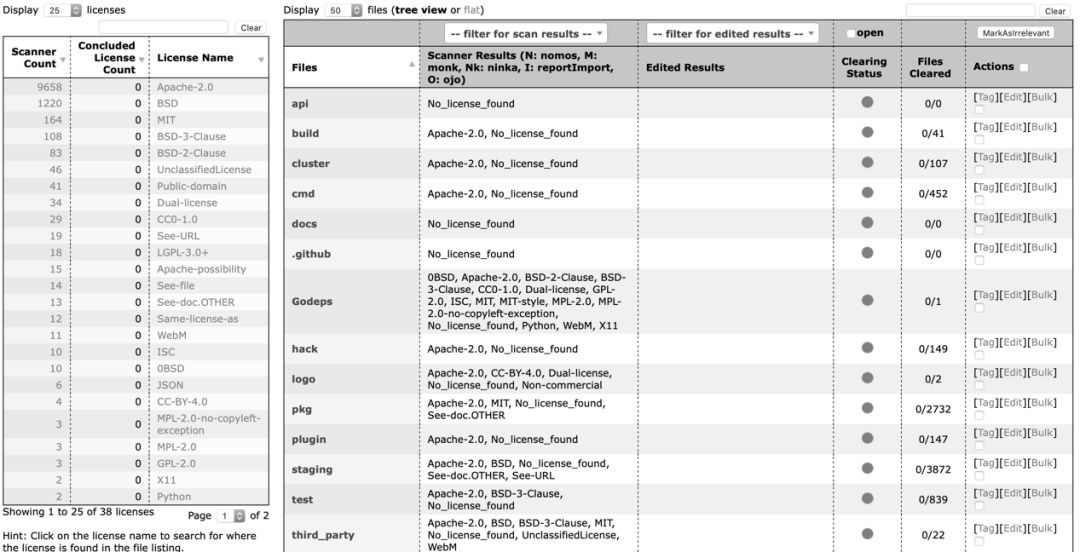 Display 25 licenses
Clear
Scanner Count Concluded License Count License Name
9658 0 Apache-2.0
1220 0 BSD
164 0 MIT
108 0 BSD-3-Clause
83 0 BSD-2-Clause
46 0 UnclassifiedLicense
41 0 Public-domain
34 0 Dual-license
29 0 CC0-1.0
19 0 See-URL
18 0 LGPL-3.0+
15 0 Apache-possibility
14 0 See-file
13 0 See-doc.OTHER
12 0 Same-license-as
11 0 WebM
10 0 ISC
10 0 0BSD
6 0 JSON
4 0 CC-BY-4.0
3 0 MPL-2.0-no-copyleft-exception
3 0 MPL-2.0
3 0 GPL-2.0
2 0 X11
2 0 Python
Showing 1 to 25 of 38 licenses
Page 1 of 2
Hint: Click on the license name to search for where
the license is found in the file listing.
Display 50 files (tree view or flat)
Clear
-- filter for scan results -- -- filter for edited results -- open MarkAsIrrelevant
Files Scanner Results (N: nomos, M: monk, Nk: ninka, I: reportImport, O: ojo) Edited Results Clearing Status Files Cleared Actions
api No_license_found 0/0 [Tag][Edit][Bulk]
build Apache-2.0, No_license_found 0/41 [Tag][Edit][Bulk]
cluster Apache-2.0, No_license_found 0/107 [Tag][Edit][Bulk]
cmd Apache-2.0, No_license_found 0/452 [Tag][Edit][Bulk]
docs No_license_found 0/0 [Tag][Edit][Bulk]
.github No_license_found 0/0 [Tag][Edit][Bulk]
0BSD, Apache-2.0, BSD-2-Clause, BSD-
3-Clause, CC0-1.0, Dual-license, GPL-
Godeps 2.0, ISC, MIT, MIT-style, MPL-2.0, MPL- 0/1 [Tag][Edit][Bulk]
2.0-no-copyleft-exception,
No_license_found, Python, WebM, X11
hack Apache-2.0, No_license_found 0/149 [Tag][Edit][Bulk]
logo Apache-2.0, CC-BY-4.0, Dual-license, No_license_found, Non-commercial 0/2 [Tag][Edit][Bulk]
pkg Apache-2.0, MIT, No_license_found, See-doc.OTHER 0/2732 [Tag][Edit][Bulk]
plugin Apache-2.0, No_license_found 0/147 [Tag][Edit][Bulk]
staging Apache-2.0, BSD, No_license_found, See-doc.OTHER, See-URL 0/3872 [Tag][Edit][Bulk]
test Apache-2.0, BSD-3-Clause, No_license_found 0/839 [Tag][Edit][Bulk]
third_party Apache-2.0, BSD, BSD-3-Clause, MIT, No_license_found, UnclassifiedLicense, WebM 0/22 [Tag][Edit][Bulk]